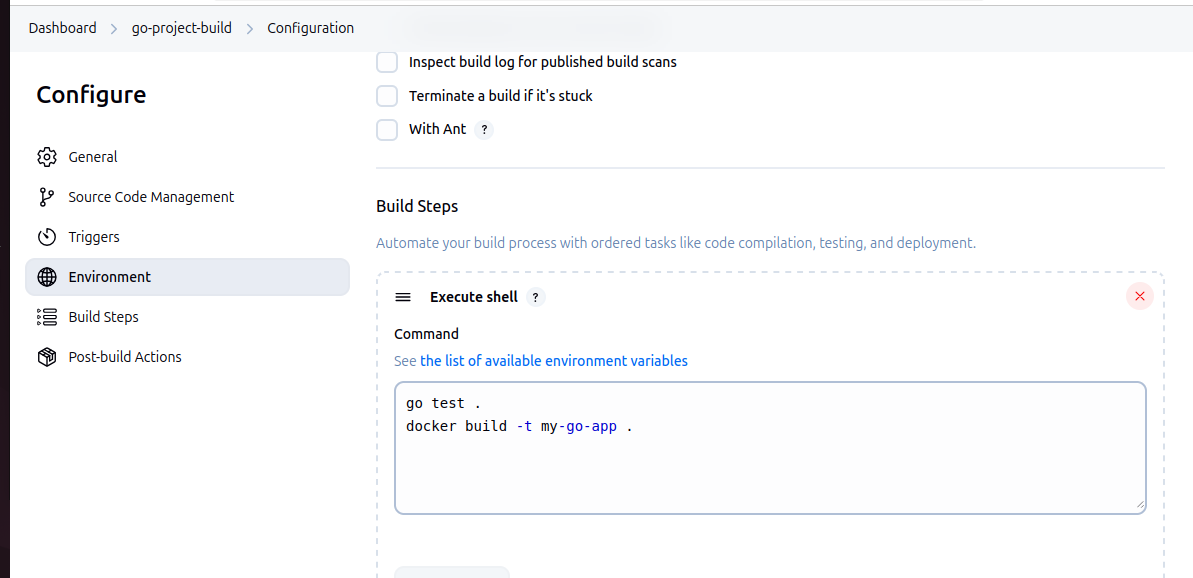 Dashboard > go-project-build > Configuration
Configure
General
Source Code Management
Triggers
Environment
Build Steps
Post-build Actions
Inspect build log for published build scans
Terminate a build if it's stuck
With Ant ?
Build Steps
Automate your build process with ordered tasks like code compilation, testing, and deployment.
Execute shell ?
Command
See the list of available environment variables
go test .
docker build -t my-go-app .